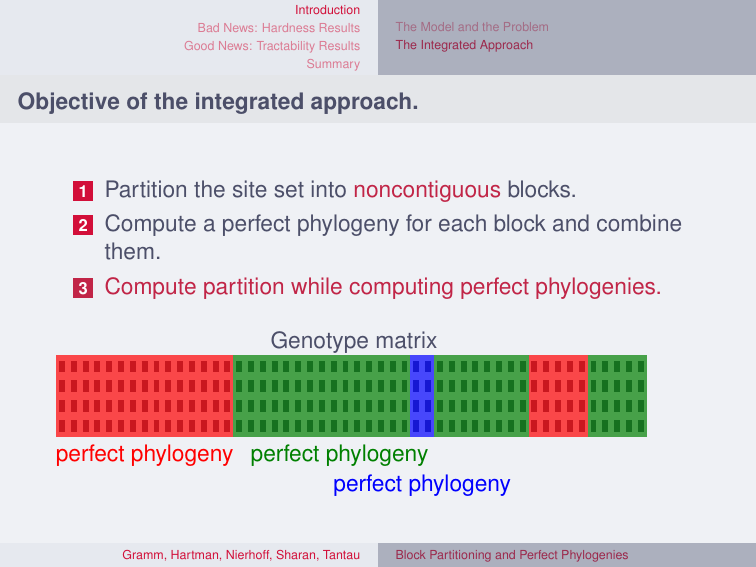 Introduction
Bad News: Hardness Results
Good News: Tractability Results
Summary
The Model and the Problem
The Integrated Approach
Objective of the integrated approach.
1 Partition the site set into noncontiguous blocks.
2 Compute a perfect phylogeny for each block and combine
them.
3 Compute partition while computing perfect phylogenies.
Genotype matrix
perfect phylogeny perfect phylogeny
perfect phylogeny
Gramm, Hartman, Nierhoff, Sharan, Tantau
Block Partitioning and Perfect Phylogenies